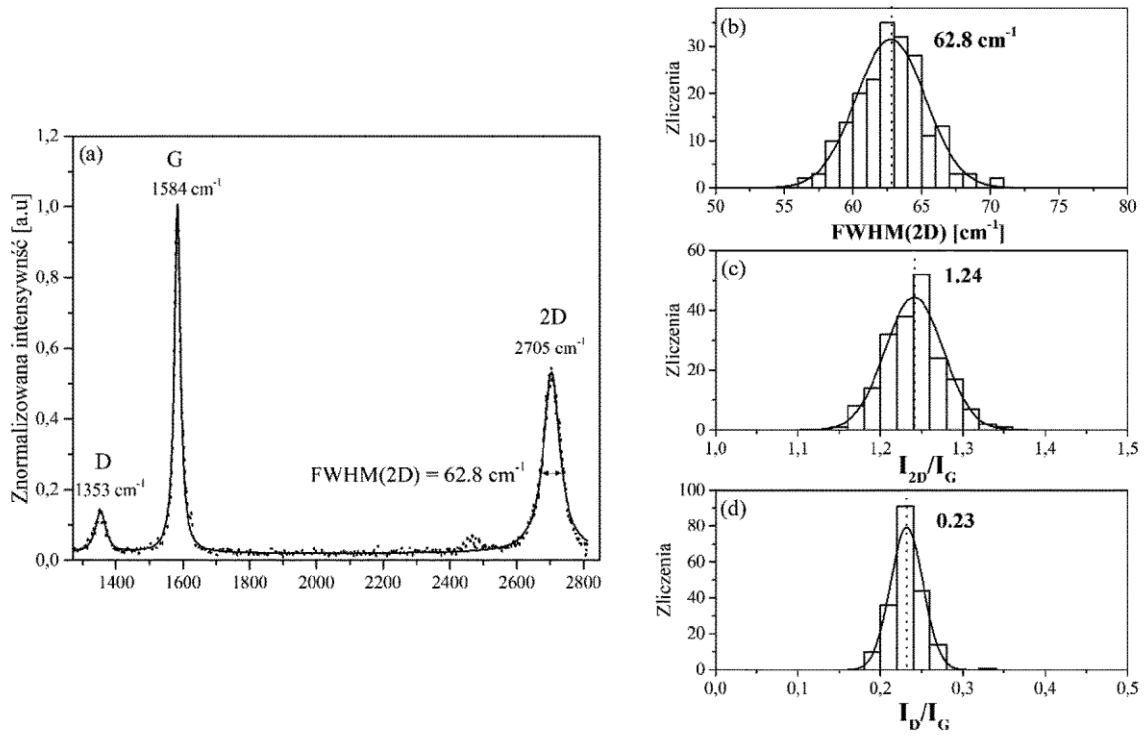 (a)
Znormalizowana intensywnść [a.u]
1,2
1,0
0,8
0,6
0,4
0,2
0,0
G
1584 cm⁻¹
2D
2705 cm⁻¹
D
1353 cm⁻¹
FWHM(2D) = 62.8 cm⁻¹
1400 1600 1800 2000 2200 2400 2600 2800
(b)
62.8 cm⁻¹
Zliczenia
30
20
10
0
50 55 60 65 70 75 80
FWHM(2D) [cm⁻¹]
(c)
1.24
Zliczenia
60
40
20
0
1,0 1,1 1,2 1,3 1,4 1,5
I₂D/IG
(d)
0.23
Zliczenia
100
80
60
40
20
0
0,0 0,1 0,2 0,3 0,4 0,5
ID/IG